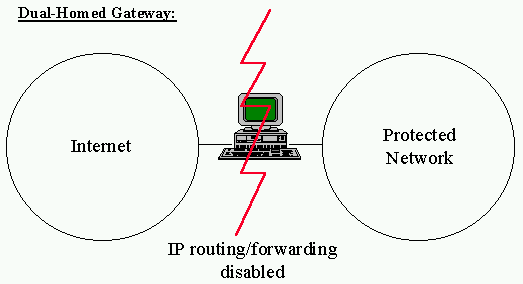 Dual-Homed Gateway:
Internet
Protected
Network
IP routing/forwarding
disabled